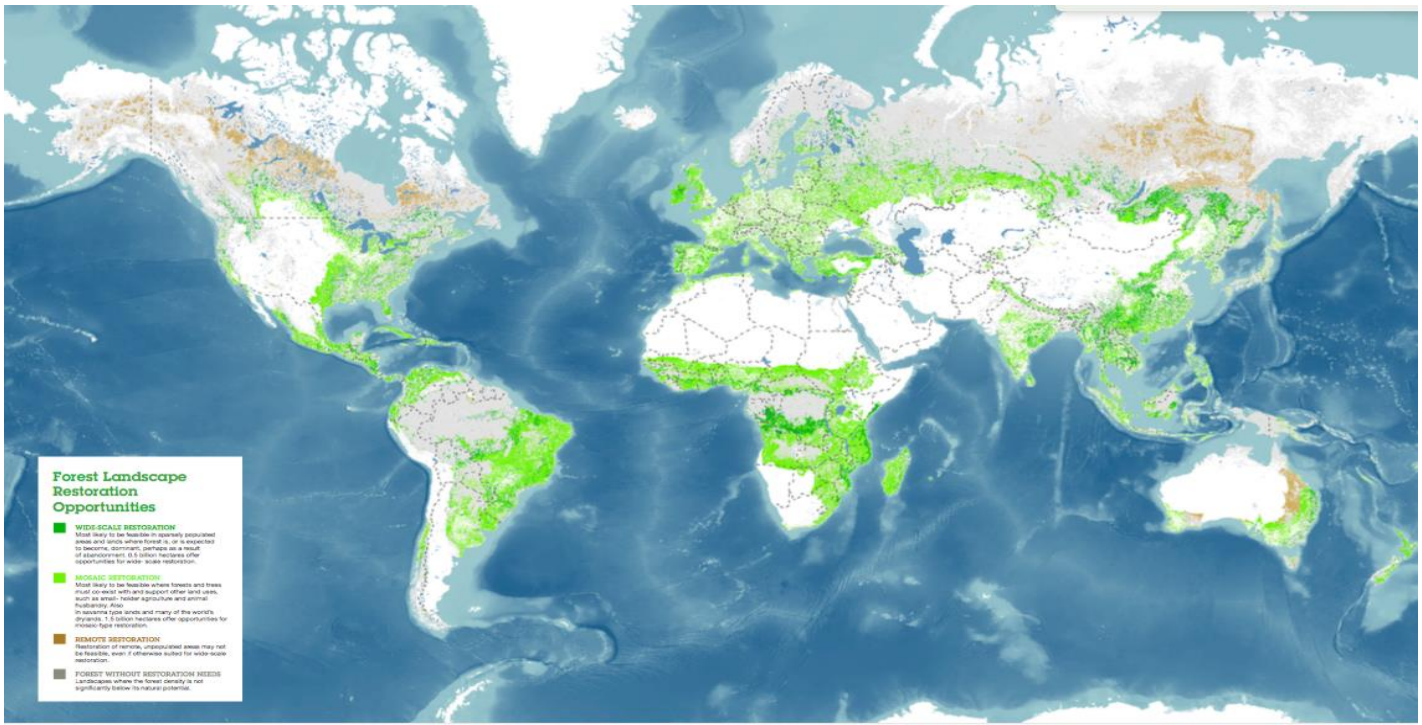 Forest Landscape
Restoration
Opportunities
WIDE-SCALE RESTORATION
Most likely to be feasible in sparsely populated
areas and lands where forest is, or is expected
to become, dominant, perhaps as a result
of abandonment. 0.5 billion hectares offer
opportunities for wide- scale restoration.
MOSAIC RESTORATION
Most likely to be feasible where forests and trees
must co-exist with and support other land uses,
such as small- holder agriculture and animal
husbandry. Also
in savanna type lands and many of the world's
drylands. 1.5 billion hectares offer opportunities for
mosaic-type restoration.
REMOTE RESTORATION
Restoration of remote, unpopulated areas may not
be feasible, even if otherwise suited for wide-scale
restoration.
FOREST WITHOUT RESTORATION NEEDS
Landscapes where the forest density is not
significantly below its natural potential.